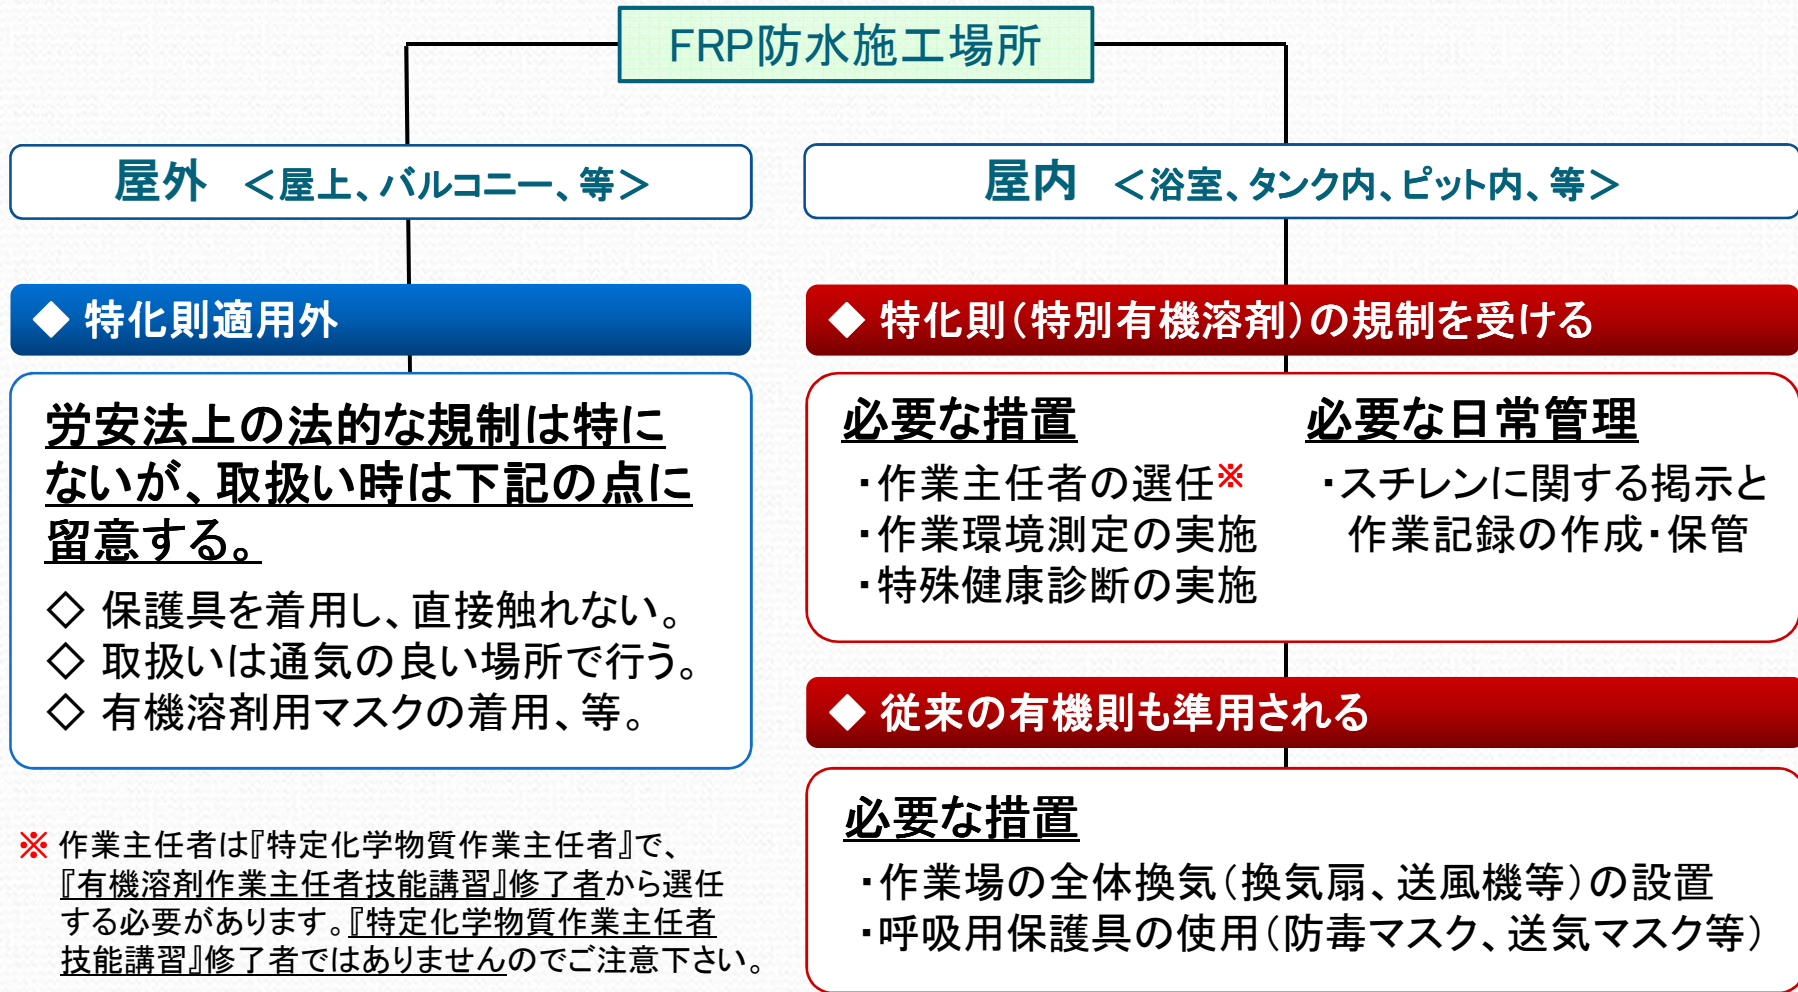 FRP防水施工場所
屋外 ＜屋上、バルコニー、等＞
◆ 特化則適用外
労安法上の法的な規制は特に
ないが、取扱い時は下記の点に
留意する。
◇ 保護具を着用し、直接触れない。
◇ 取扱いは通気の良い場所で行う。
◇ 有機溶剤用マスクの着用、等。
※ 作業主任者は『特定化学物質作業主任者』で、
『有機溶剤作業主任者技能講習』修了者から選任
する必要があります。『特定化学物質作業主任者
技能講習』修了者ではありませんのでご注意下さい。
屋内 ＜浴室、タンク内、ピット内、等＞
◆ 特化則（特別有機溶剤）の規制を受ける
必要な措置
・作業主任者の選任※
・作業環境測定の実施
・特殊健康診断の実施
必要な日常管理
・スチレンに関する掲示と
作業記録の作成・保管
◆ 従来の有機則も準用される
必要な措置
・作業場の全体換気（換気扇、送風機等）の設置
・呼吸用保護具の使用（防毒マスク、送気マスク等）